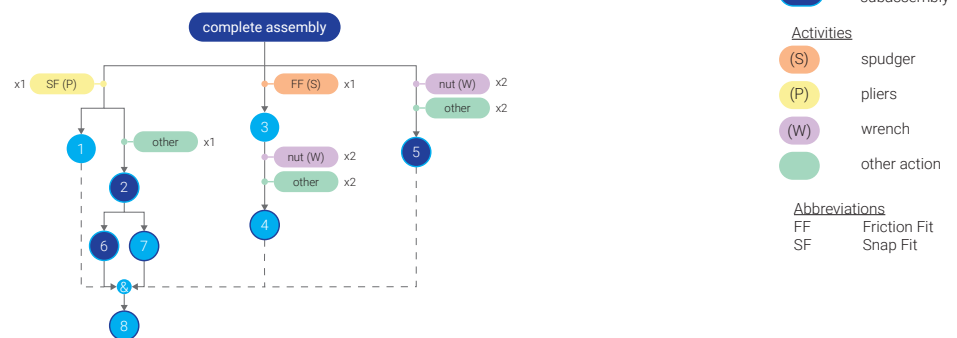 subassembly
complete assembly
Activities
x1 SF (P)
FF (S) x1
nut (W) x2
other x2
(S) spudger
(P) pliers
(W) wrench
other action
1
other x1
3
nut (W) x2
other x2
5
2
4
6
7
&
8
Abbreviations
FF Friction Fit
SF Snap Fit